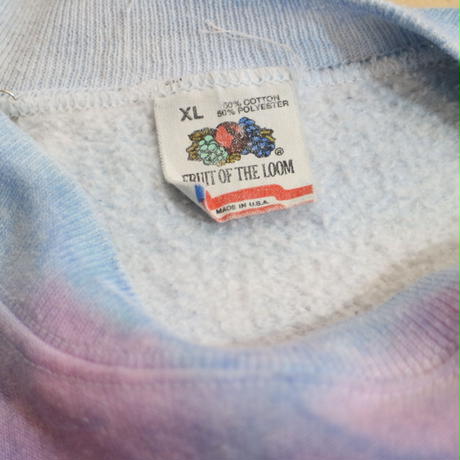 XL
50% COTTON
50% POLYESTER
®
FRUIT OF THE LOOM
MADE IN U.S.A.